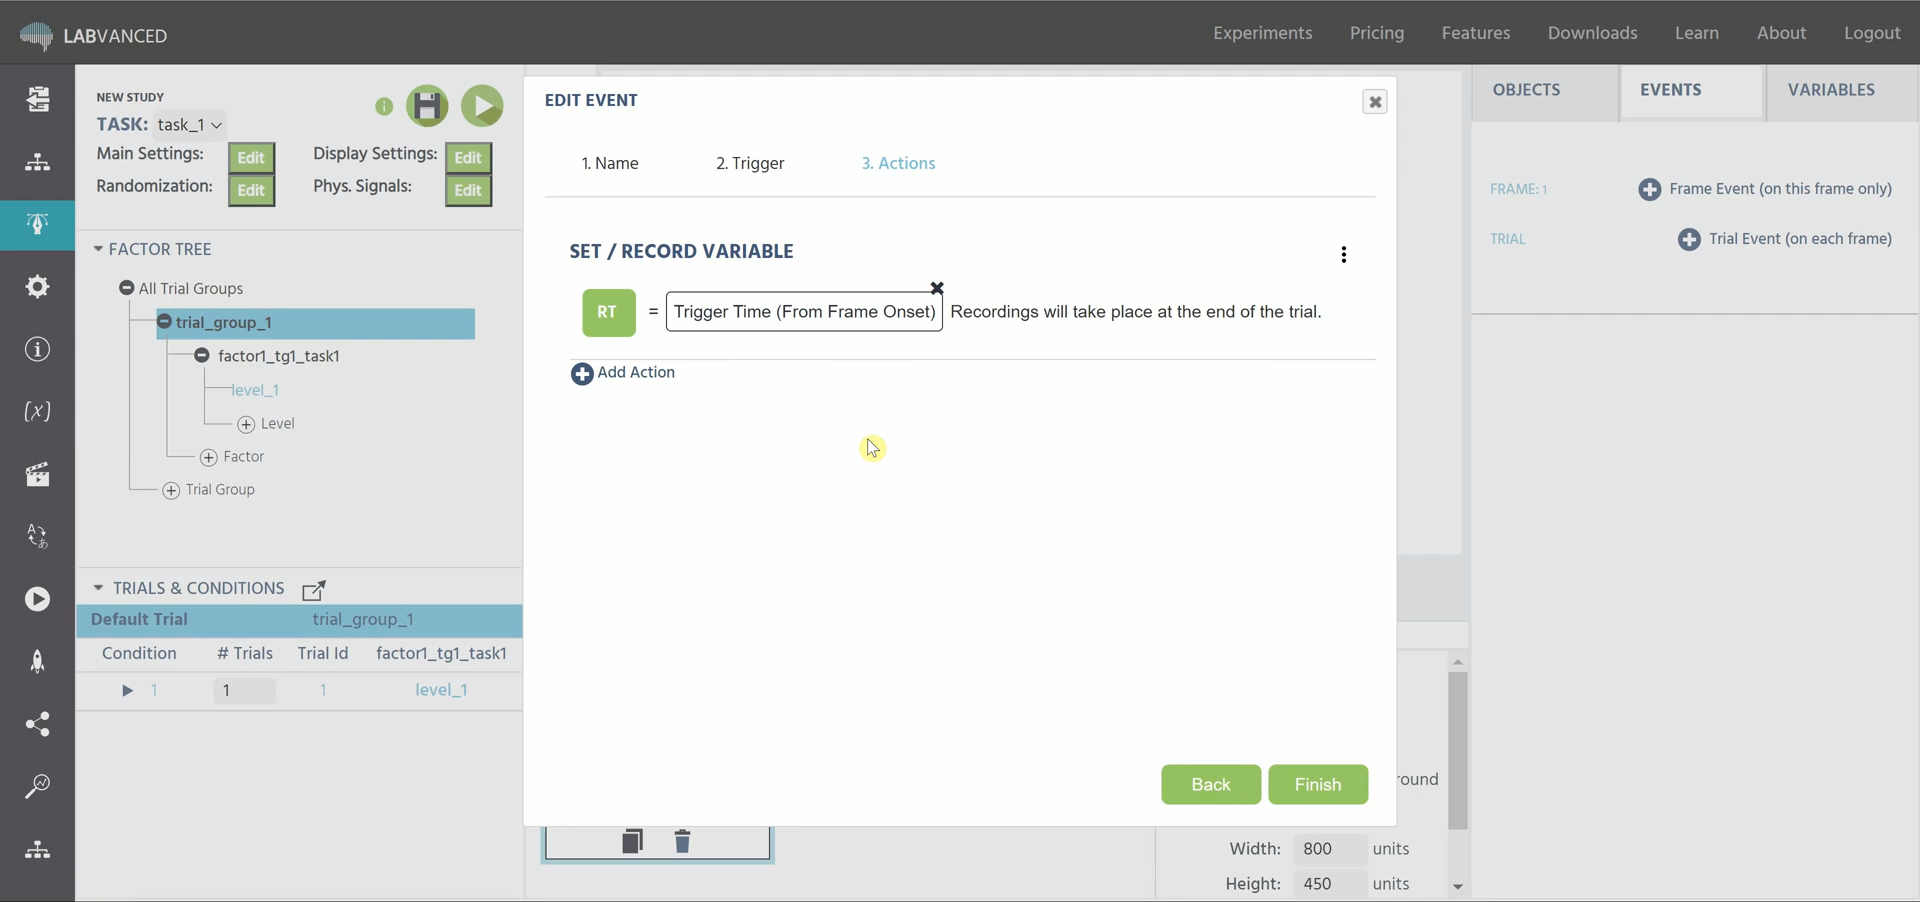 LABVANCED
Experiments Pricing Features Downloads Learn About Logout
NEW STUDY
TASK: task_1
Main Settings: Edit Display Settings: Edit
Randomization: Edit Phys. Signals: Edit
FACTOR TREE
All Trial Groups
trial_group_1
factor1_tg1_task1
level_1
Level
Factor
Trial Group
TRIALS & CONDITIONS
Default Trial trial_group_1
Condition # Trials Trial Id factor1_tg1_task1
1 1 1 level_1
EDIT EVENT
1. Name 2. Trigger 3. Actions
SET / RECORD VARIABLE
RT = Trigger Time (From Frame Onset) Recordings will take place at the end of the trial.
Add Action
Back Finish
round
Width: 800 units
Height: 450 units
OBJECTS EVENTS VARIABLES
FRAME: 1 Frame Event (on this frame only)
TRIAL Trial Event (on each frame)